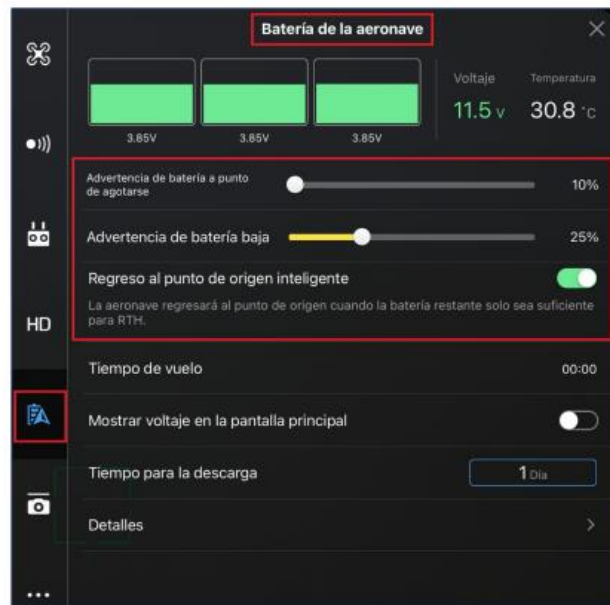 Batería de la aeronave
Voltaje
Temperatura
11.5 V
30.8 °C
3.85V
3.85V
3.85V
Advertencia de batería a punto
de agotarse
10%
Advertencia de batería baja
25%
Regreso al punto de origen inteligente
La aeronave regresará al punto de origen cuando la batería restante solo sea suficiente
para RTH.
HD
Tiempo de vuelo
00:00
Mostrar voltaje en la pantalla principal
Tiempo para la descarga
1 Día
Detalles